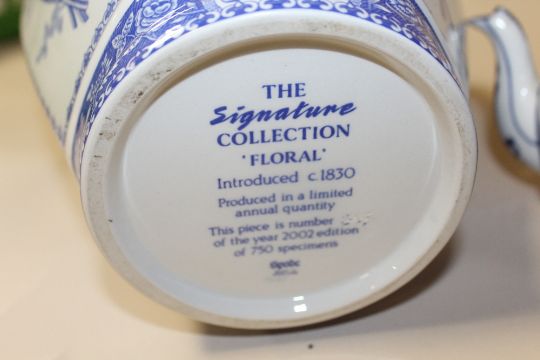 THE
Signature
COLLECTION
'FLORAL'
Introduced c.1830
Produced in a limited
annual quantity
This piece is number
of the year 2002 edition
of 750 specimens
Spode